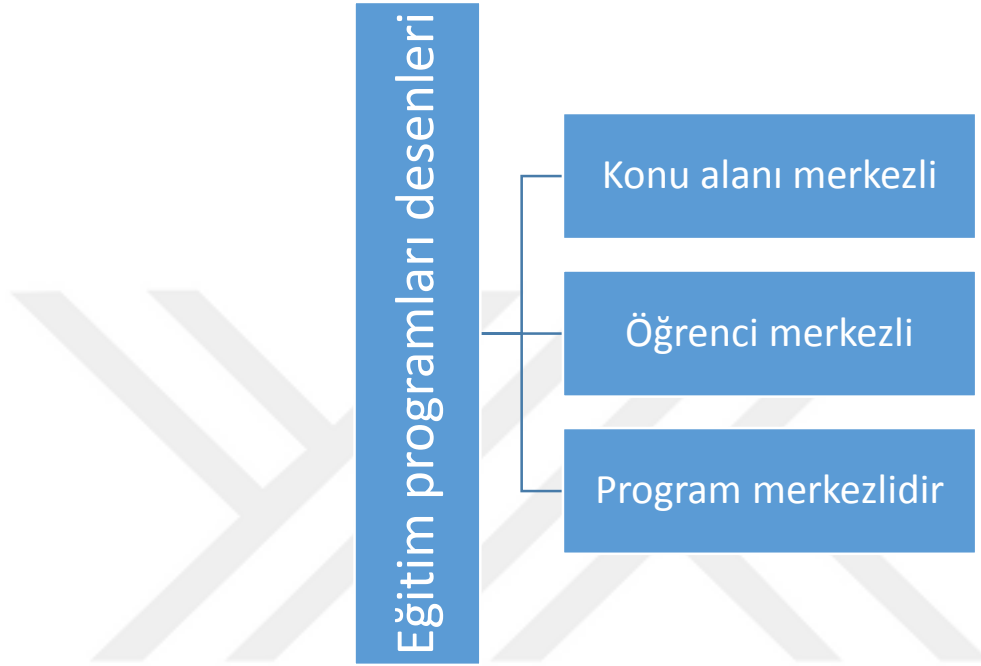 Eğitim programları desenleri
Konu alanı merkezli
Öğrenci merkezli
Program merkezlidir